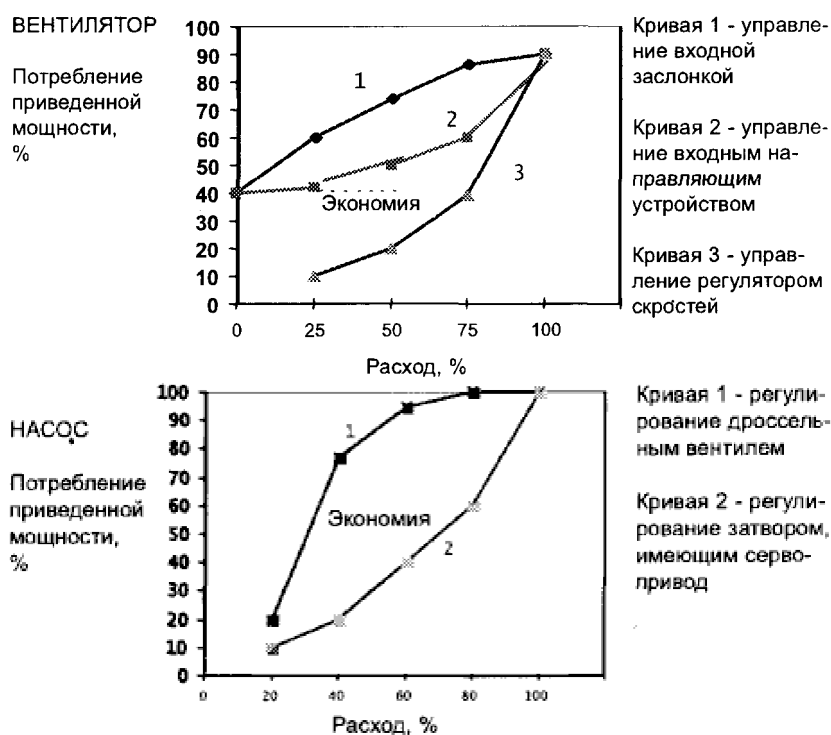 ВЕНТИЛЯТОР
Потребление
приведенной
мощности,
%
100
90
80
70
60
50
40
30
20
10
0
1
2
3
Экономия
0 25 50 75 100
Расход, %
Кривая 1 - управле-
ние входной
заслонкой
Кривая 2 - управле-
ние входным на-
правляющим
устройством
Кривая 3 - управ-
ление регулятором
скростей
НАСОС
Потребление
приведенной
мощности,
%
100
90
80
70
60
50
40
30
20
10
0
1
Экономия
2
0 20 40 60 80 100
Расход, %
Кривая 1 - регули-
рование дроссель-
ным вентилем
Кривая 2 - регули-
рование затвором,
имеющим серво-
привод